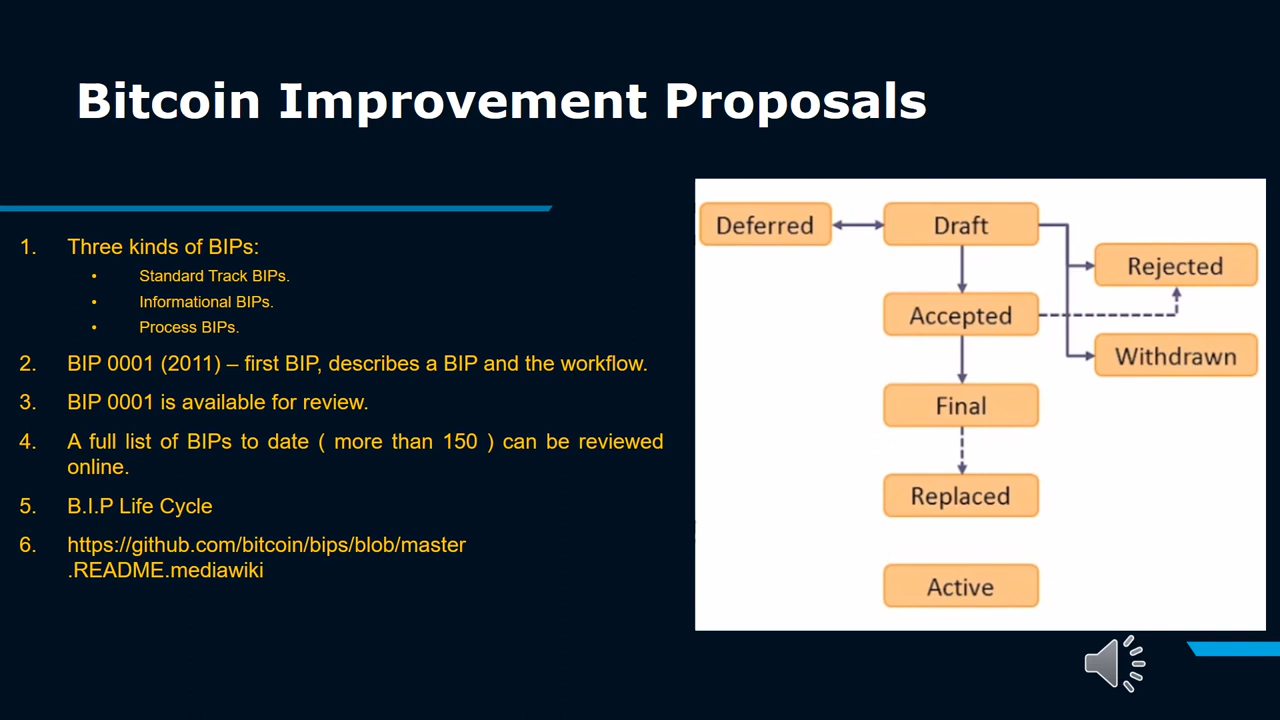 Bitcoin Improvement Proposals
1. Three kinds of BIPs:
• Standard Track BIPs.
• Informational BIPs.
• Process BIPs.
2. BIP 0001 (2011) – first BIP, describes a BIP and the workflow.
3. BIP 0001 is available for review.
4. A full list of BIPs to date ( more than 150 ) can be reviewed
online.
5. B.I.P Life Cycle
6. https://github.com/bitcoin/bips/blob/master
.README.mediawiki
Deferred
Draft
Rejected
Accepted
Withdrawn
Final
Replaced
Active